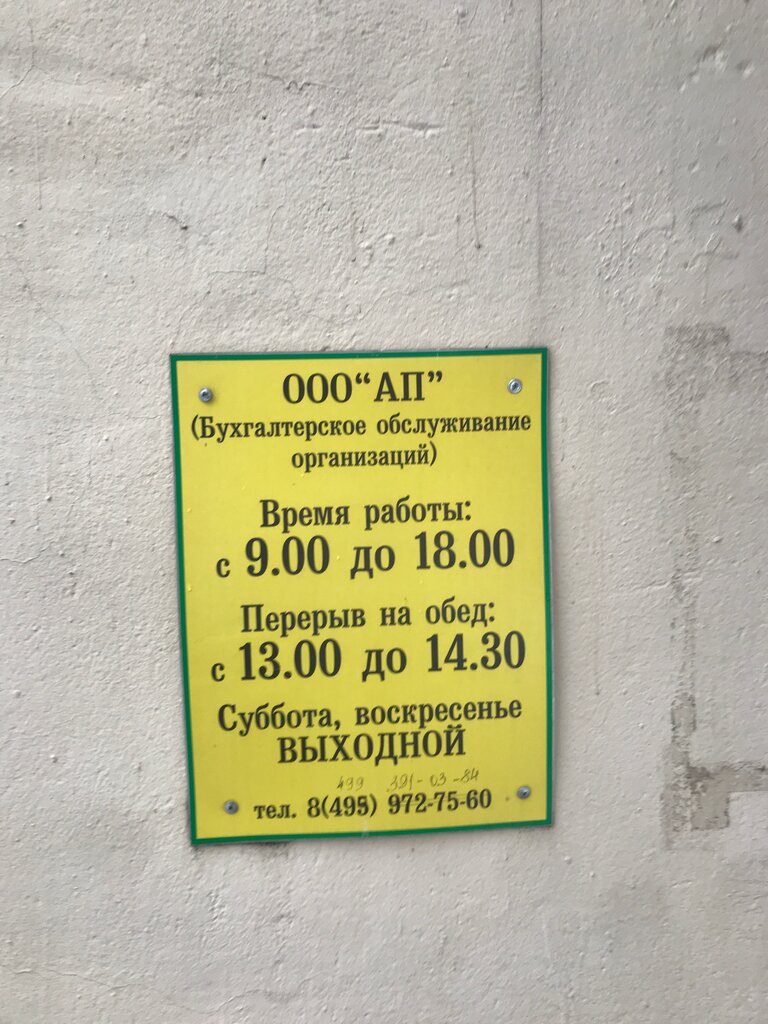 ООО“АП”
(Бухгалтерское обслуживание
организаций)
Время работы:
с 9.00 до 18.00
Перерыв на обед:
с 13.00 до 14.30
Суббота, воскресенье
ВЫХОДНОЙ
499 391-03-84
тел. 8(495) 972-75-60